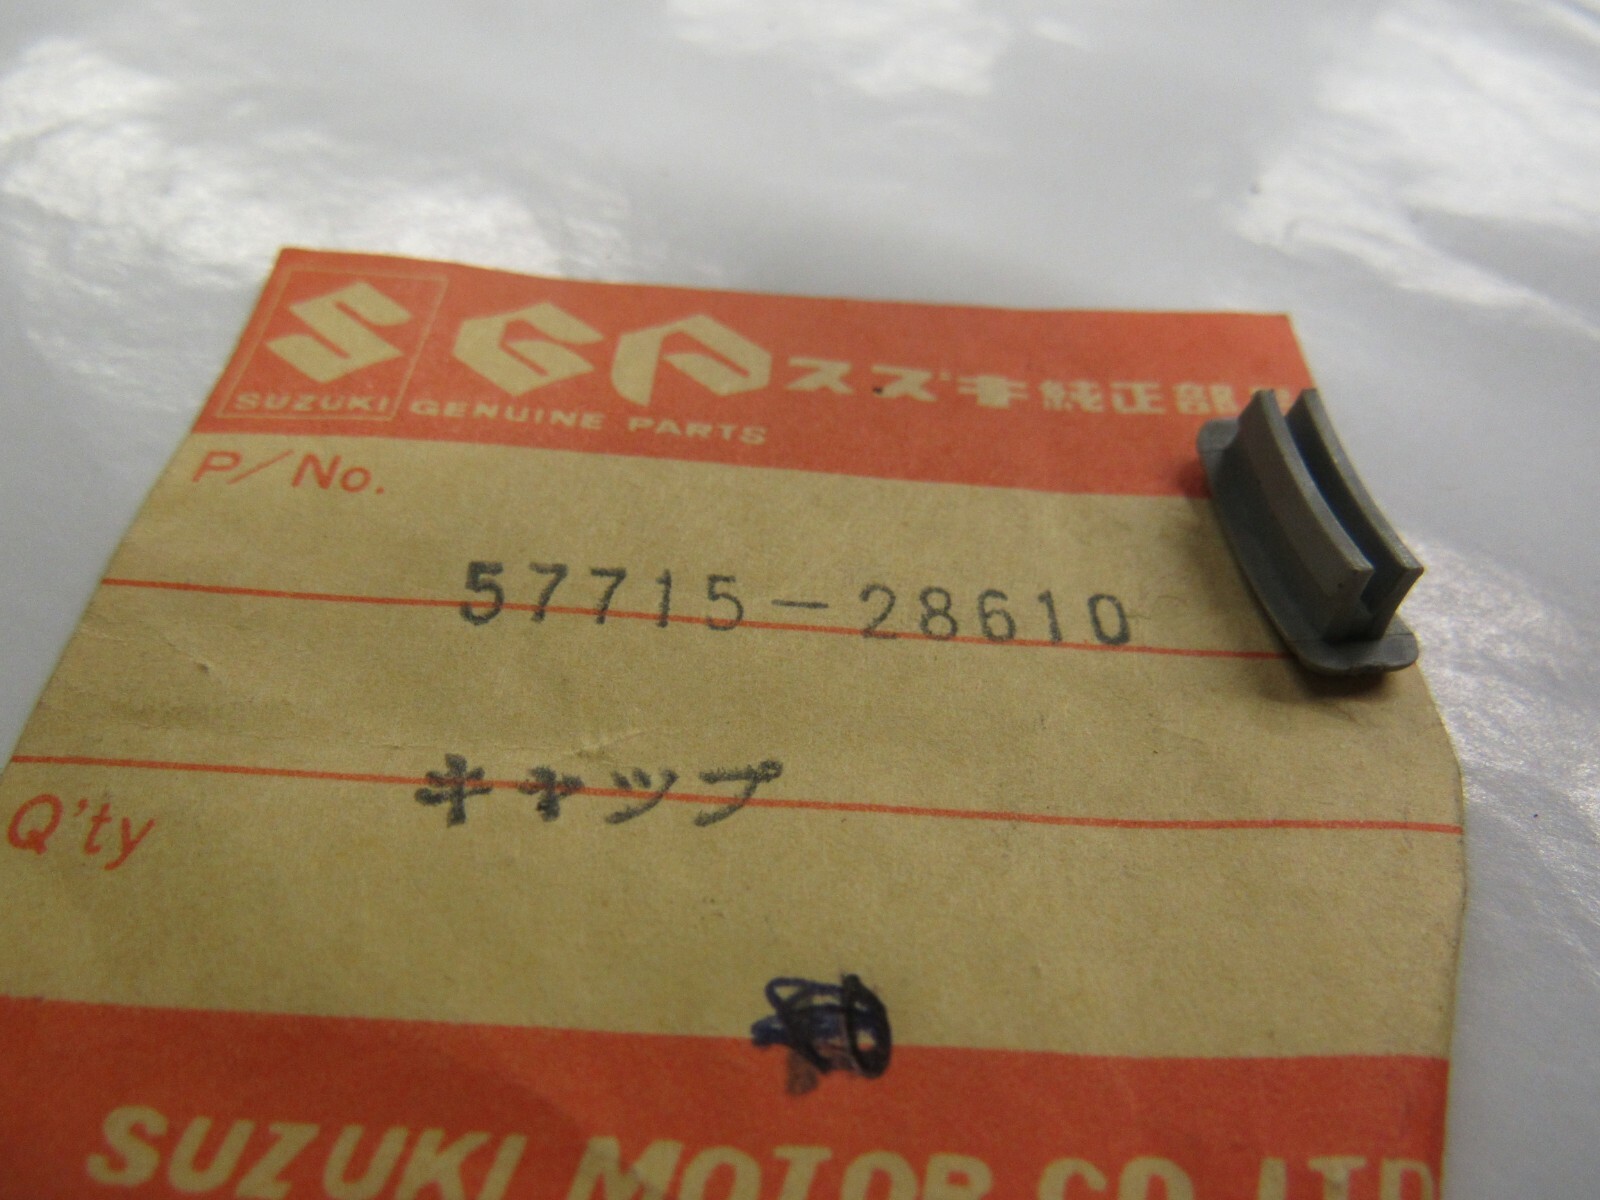 SGP スズキ純正部
SUZUKI GENUINE PARTS
P/No.
57715-28610
キャップ
Q'ty
SUZUKI MOTOR CO., LTD